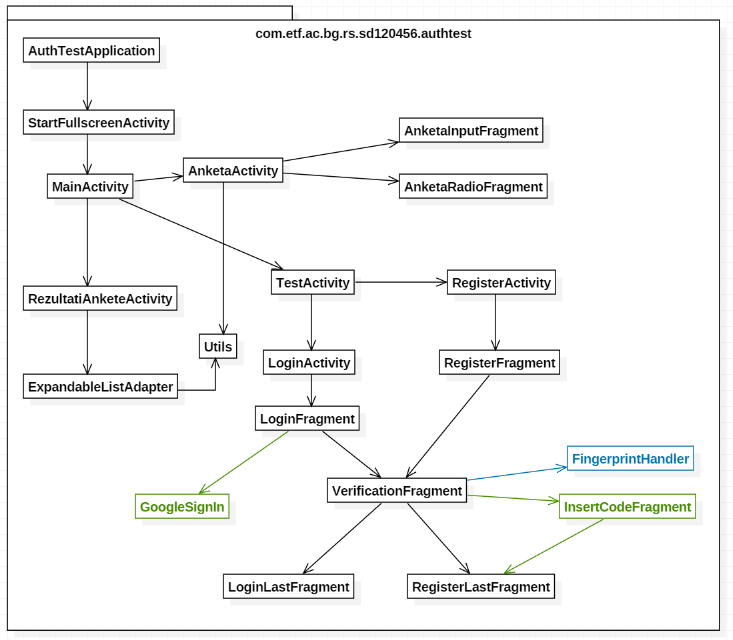 com.etf.ac.bg.rs.sd120456.authtest
AuthTestApplication
StartFullscreenActivity
AnketaInputFragment
AnketaActivity
MainActivity
AnketaRadioFragment
TestActivity
RegisterActivity
RezultatiAnketeActivity
Utils
LoginActivity
RegisterFragment
ExpandableListAdapter
LoginFragment
FingerprintHandler
VerificationFragment
GoogleSignIn
InsertCodeFragment
LoginLastFragment
RegisterLastFragment